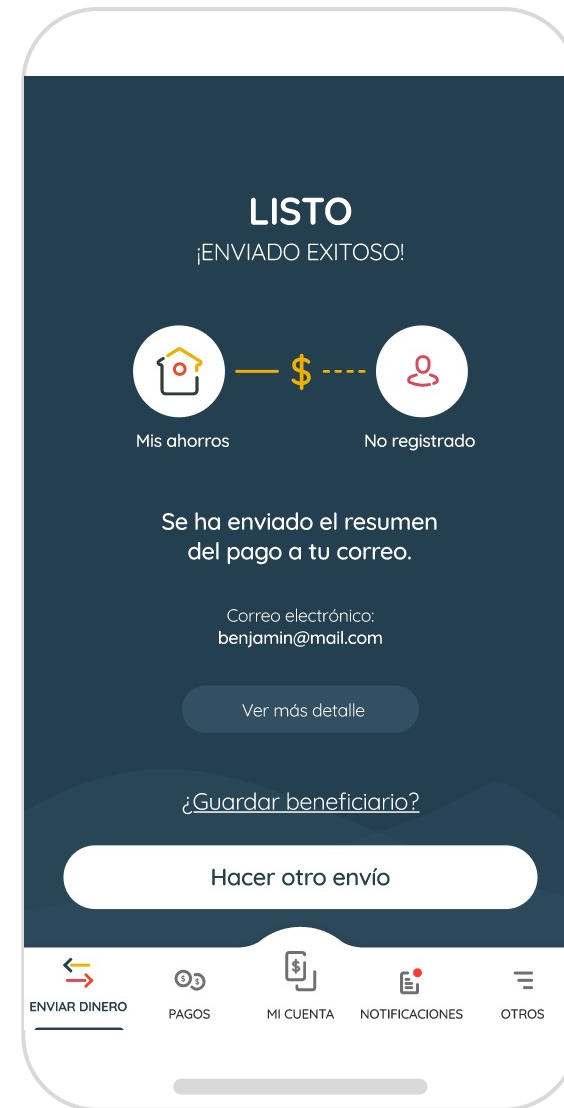 LISTO
¡ENVIADO EXITOSO!
$
Mis ahorros
No registrado
Se ha enviado el resumen
del pago a tu correo.
Correo electrónico:
benjamin@mail.com
Ver más detalle
¿Guardar beneficiario?
Hacer otro envío
ENVIAR DINERO
PAGOS
MI CUENTA
NOTIFICACIONES
OTROS